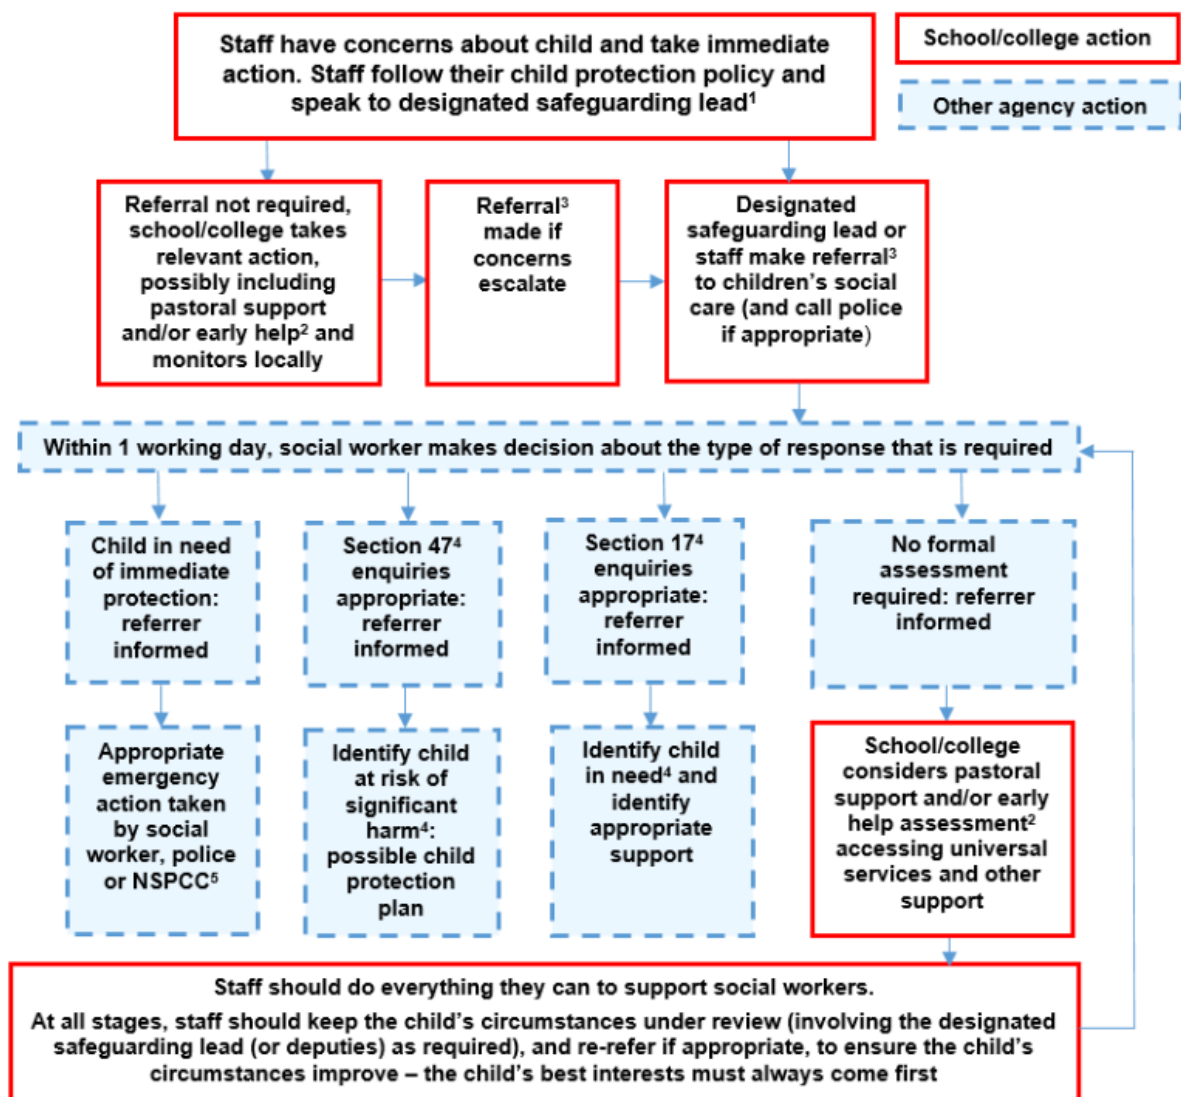 Staff have concerns about child and take immediate
action. Staff follow their child protection policy and
speak to designated safeguarding lead¹
School/college action
Other agency action
Referral not required,
school/college takes
relevant action,
possibly including
pastoral support
and/or early help² and
monitors locally
Referral³
made if
concerns
escalate
Designated
safeguarding lead or
staff make referral³
to children’s social
care (and call police
if appropriate)
Within 1 working day, social worker makes decision about the type of response that is required
Child in need
of immediate
protection:
referrer
informed
Section 47⁴
enquiries
appropriate:
referrer
informed
Section 17⁴
enquiries
appropriate:
referrer
informed
No formal
assessment
required: referrer
informed
Appropriate
emergency
action taken
by social
worker, police
or NSPCC⁵
Identify child
at risk of
significant
harm⁴:
possible child
protection
plan
Identify child
in need⁴ and
identify
appropriate
support
School/college
considers pastoral
support and/or early
help assessment²
accessing universal
services and other
support
Staff should do everything they can to support social workers.
At all stages, staff should keep the child’s circumstances under review (involving the designated
safeguarding lead (or deputies) as required), and re-refer if appropriate, to ensure the child’s
circumstances improve – the child’s best interests must always come first